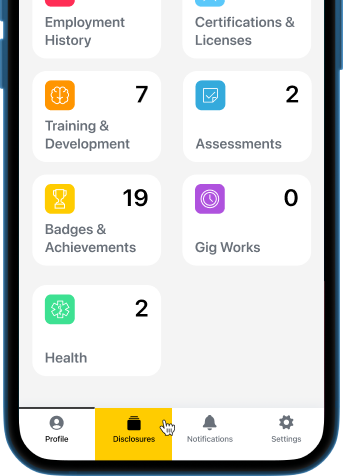 Employment
History
Certifications &
Licenses
7
Training &
Development
2
Assessments
19
Badges &
Achievements
0
Gig Works
2
Health
Profile
Disclosures
Notifications
Settings